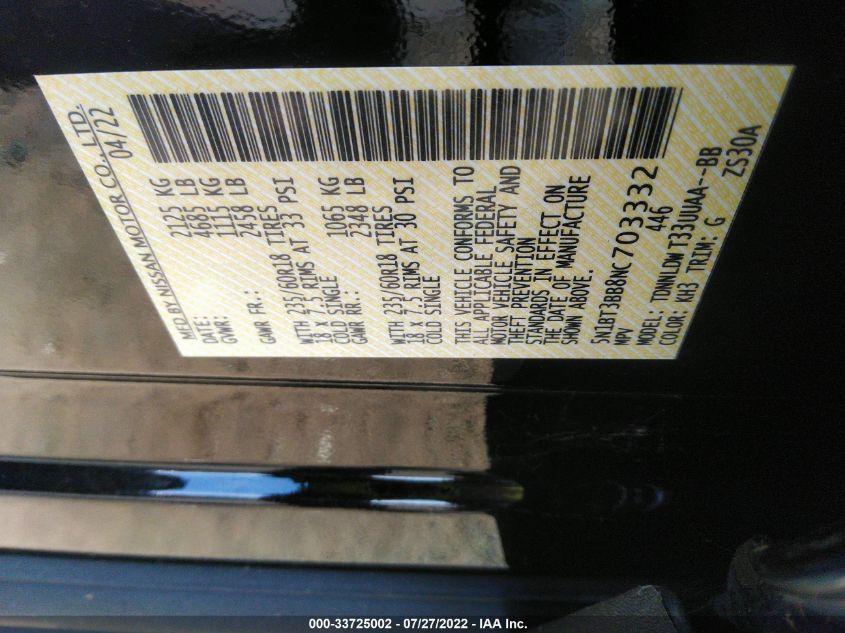 MFD BY NISSAN MOTOR CO., LTD.
DATE: 04/22
GVWR: 2125 KG
4685 LB
GAWR FR.: 1115 KG
2458 LB
WITH 235/60R18 TIRES
18 x 7.5 RIMS AT 33 PSI
COLD SINGLE
GAWR RR.: 1065 KG
2348 LB
WITH 235/60R18 TIRES
18 x 7.5 RIMS AT 30 PSI
COLD SINGLE
THIS VEHICLE CONFORMS TO
ALL APPLICABLE FEDERAL
MOTOR VEHICLE SAFETY AND
THEFT PREVENTION
STANDARDS IN EFFECT ON
THE DATE OF MANUFACTURE
SHOWN ABOVE.
5N1BT3BB8NC703332
MPV 446
MODEL: TDNNLDW T33UUAA--BB
COLOR: KH3 TRIM: G ZS30A
000-33725002 - 07/27/2022 - IAA Inc.